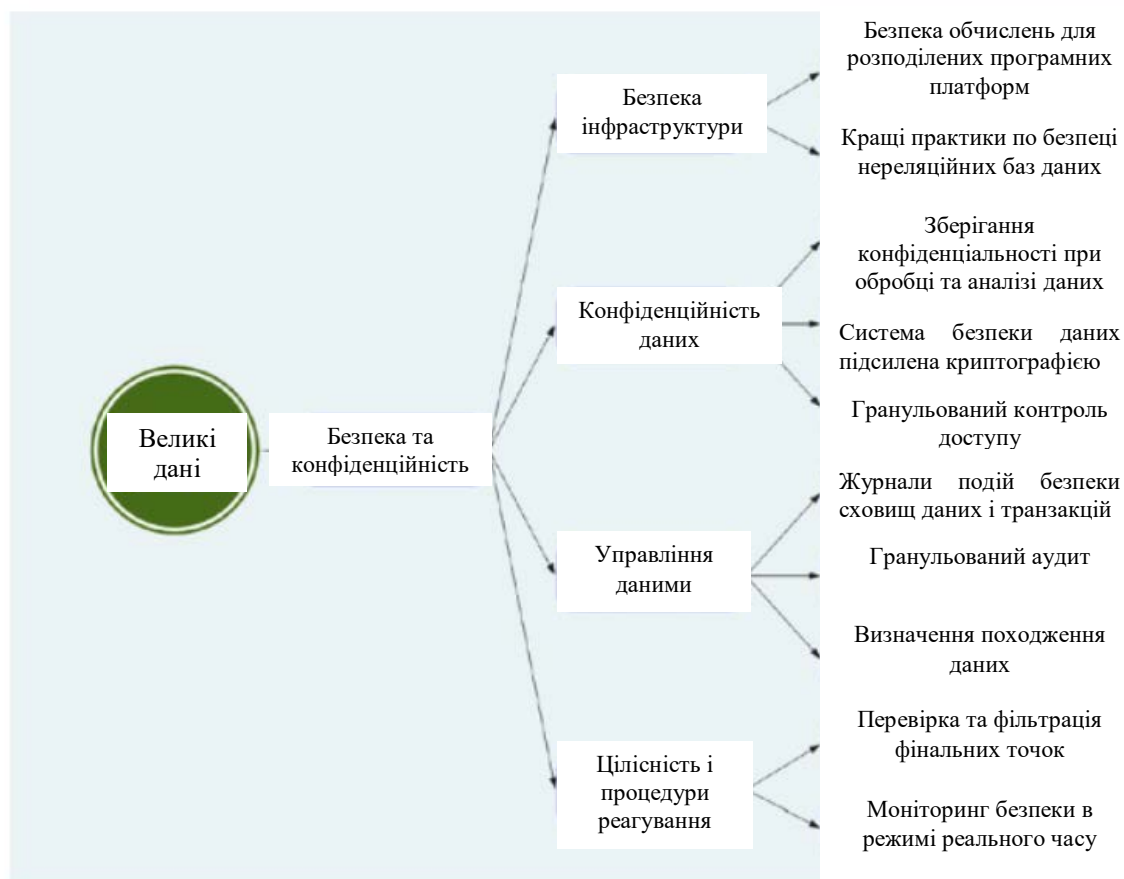 Великі
дані
Безпека та
конфіденційність
Безпека
інфраструктури
Безпека обчислень для
розподілених програмних
платформ
Кращі практики по безпеці
нереляційних баз даних
Конфіденційність
даних
Зберігання
конфіденціальності при
обробці та аналізі даних
Система безпеки даних
підсилена криптографією
Гранульований контроль
доступу
Управління
даними
Журнали подій безпеки
сховищ даних і транзакцій
Гранульований аудит
Визначення походження
даних
Цілісність і
процедури
реагування
Перевірка та фільтрація
фінальних точок
Моніторинг безпеки в
режимі реального часу